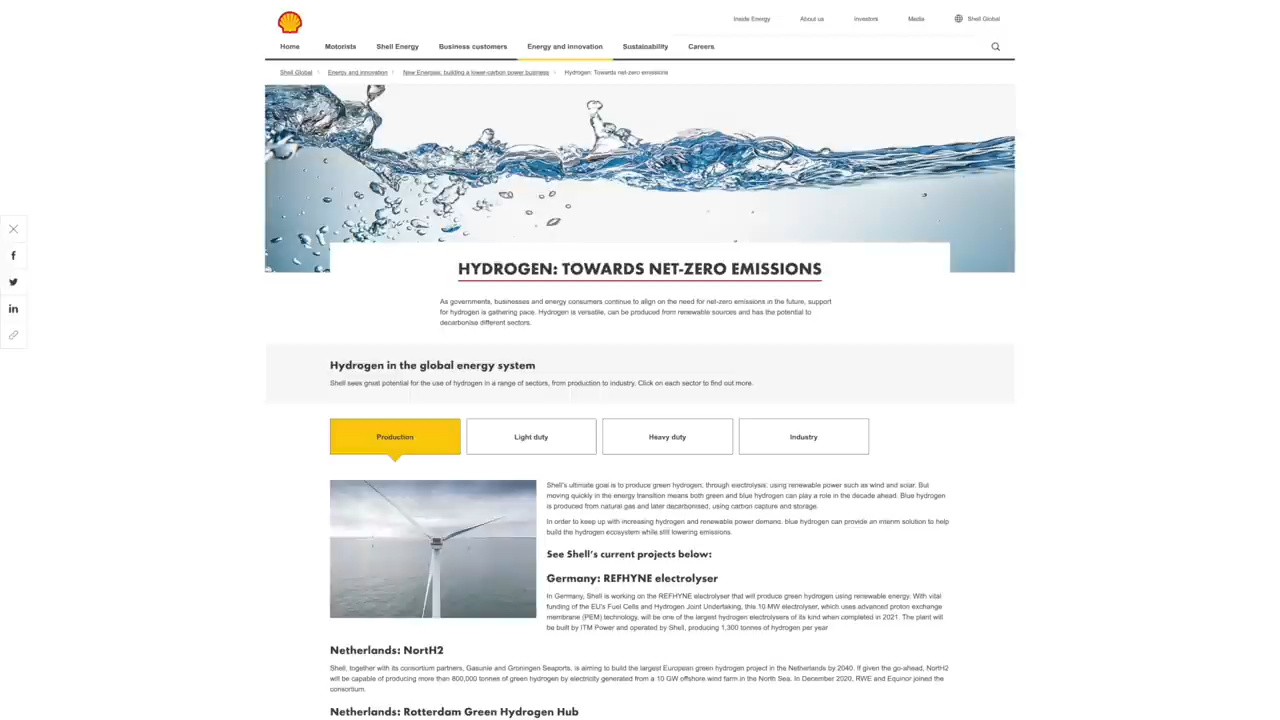 Inside Energy About us Investors Media Shell Global
Home Motorists Shell Energy Business customers Energy and innovation Sustainability Careers
Shell Global Energy and innovation New Energies: building a lower-carbon power business Hydrogen: Towards net-zero emissions
HYDROGEN: TOWARDS NET-ZERO EMISSIONS
As governments, businesses and energy consumers continue to align on the need for net-zero emissions in the future, support
for hydrogen is gathering pace. Hydrogen is versatile, can be produced from renewable sources and has the potential to
decarbonise different sectors.
Hydrogen in the global energy system
Shell sees great potential for the use of hydrogen in a range of sectors, from production to industry. Click on each sector to find out more.
Production Light duty Heavy duty Industry
Shell's ultimate goal is to produce green hydrogen, through electrolysis: using renewable power such as wind and solar. But
moving quickly in the energy transition means both green and blue hydrogen can play a role in the decade ahead. Blue hydrogen
is produced from natural gas and later decarbonised, using carbon capture and storage.
In order to keep up with increasing hydrogen and renewable power demand, blue hydrogen can provide an interim solution to help
build the hydrogen ecosystem while still lowering emissions.
See Shell's current projects below:
Germany: REFHYNE electrolyser
In Germany, Shell is working on the REFHYNE electrolyser that will produce green hydrogen using renewable energy. With vital
funding of the EU's Fuel Cells and Hydrogen Joint Undertaking, this 10 MW electrolyser, which uses advanced proton exchange
membrane (PEM) technology, will be one of the largest hydrogen electrolysers of its kind when completed in 2021. The plant will
be built by ITM Power and operated by Shell, producing 1,300 tonnes of hydrogen per year
Netherlands: NortH2
Shell, together with its consortium partners, Gasunie and Groningen Seaports, is aiming to build the largest European green hydrogen project in the Netherlands by 2040. If given the go-ahead, NortH2
will be capable of producing more than 800,000 tonnes of green hydrogen by electricity generated from a 10 GW offshore wind farm in the North Sea. In December 2020, RWE and Equinor joined the
consortium.
Netherlands: Rotterdam Green Hydrogen Hub